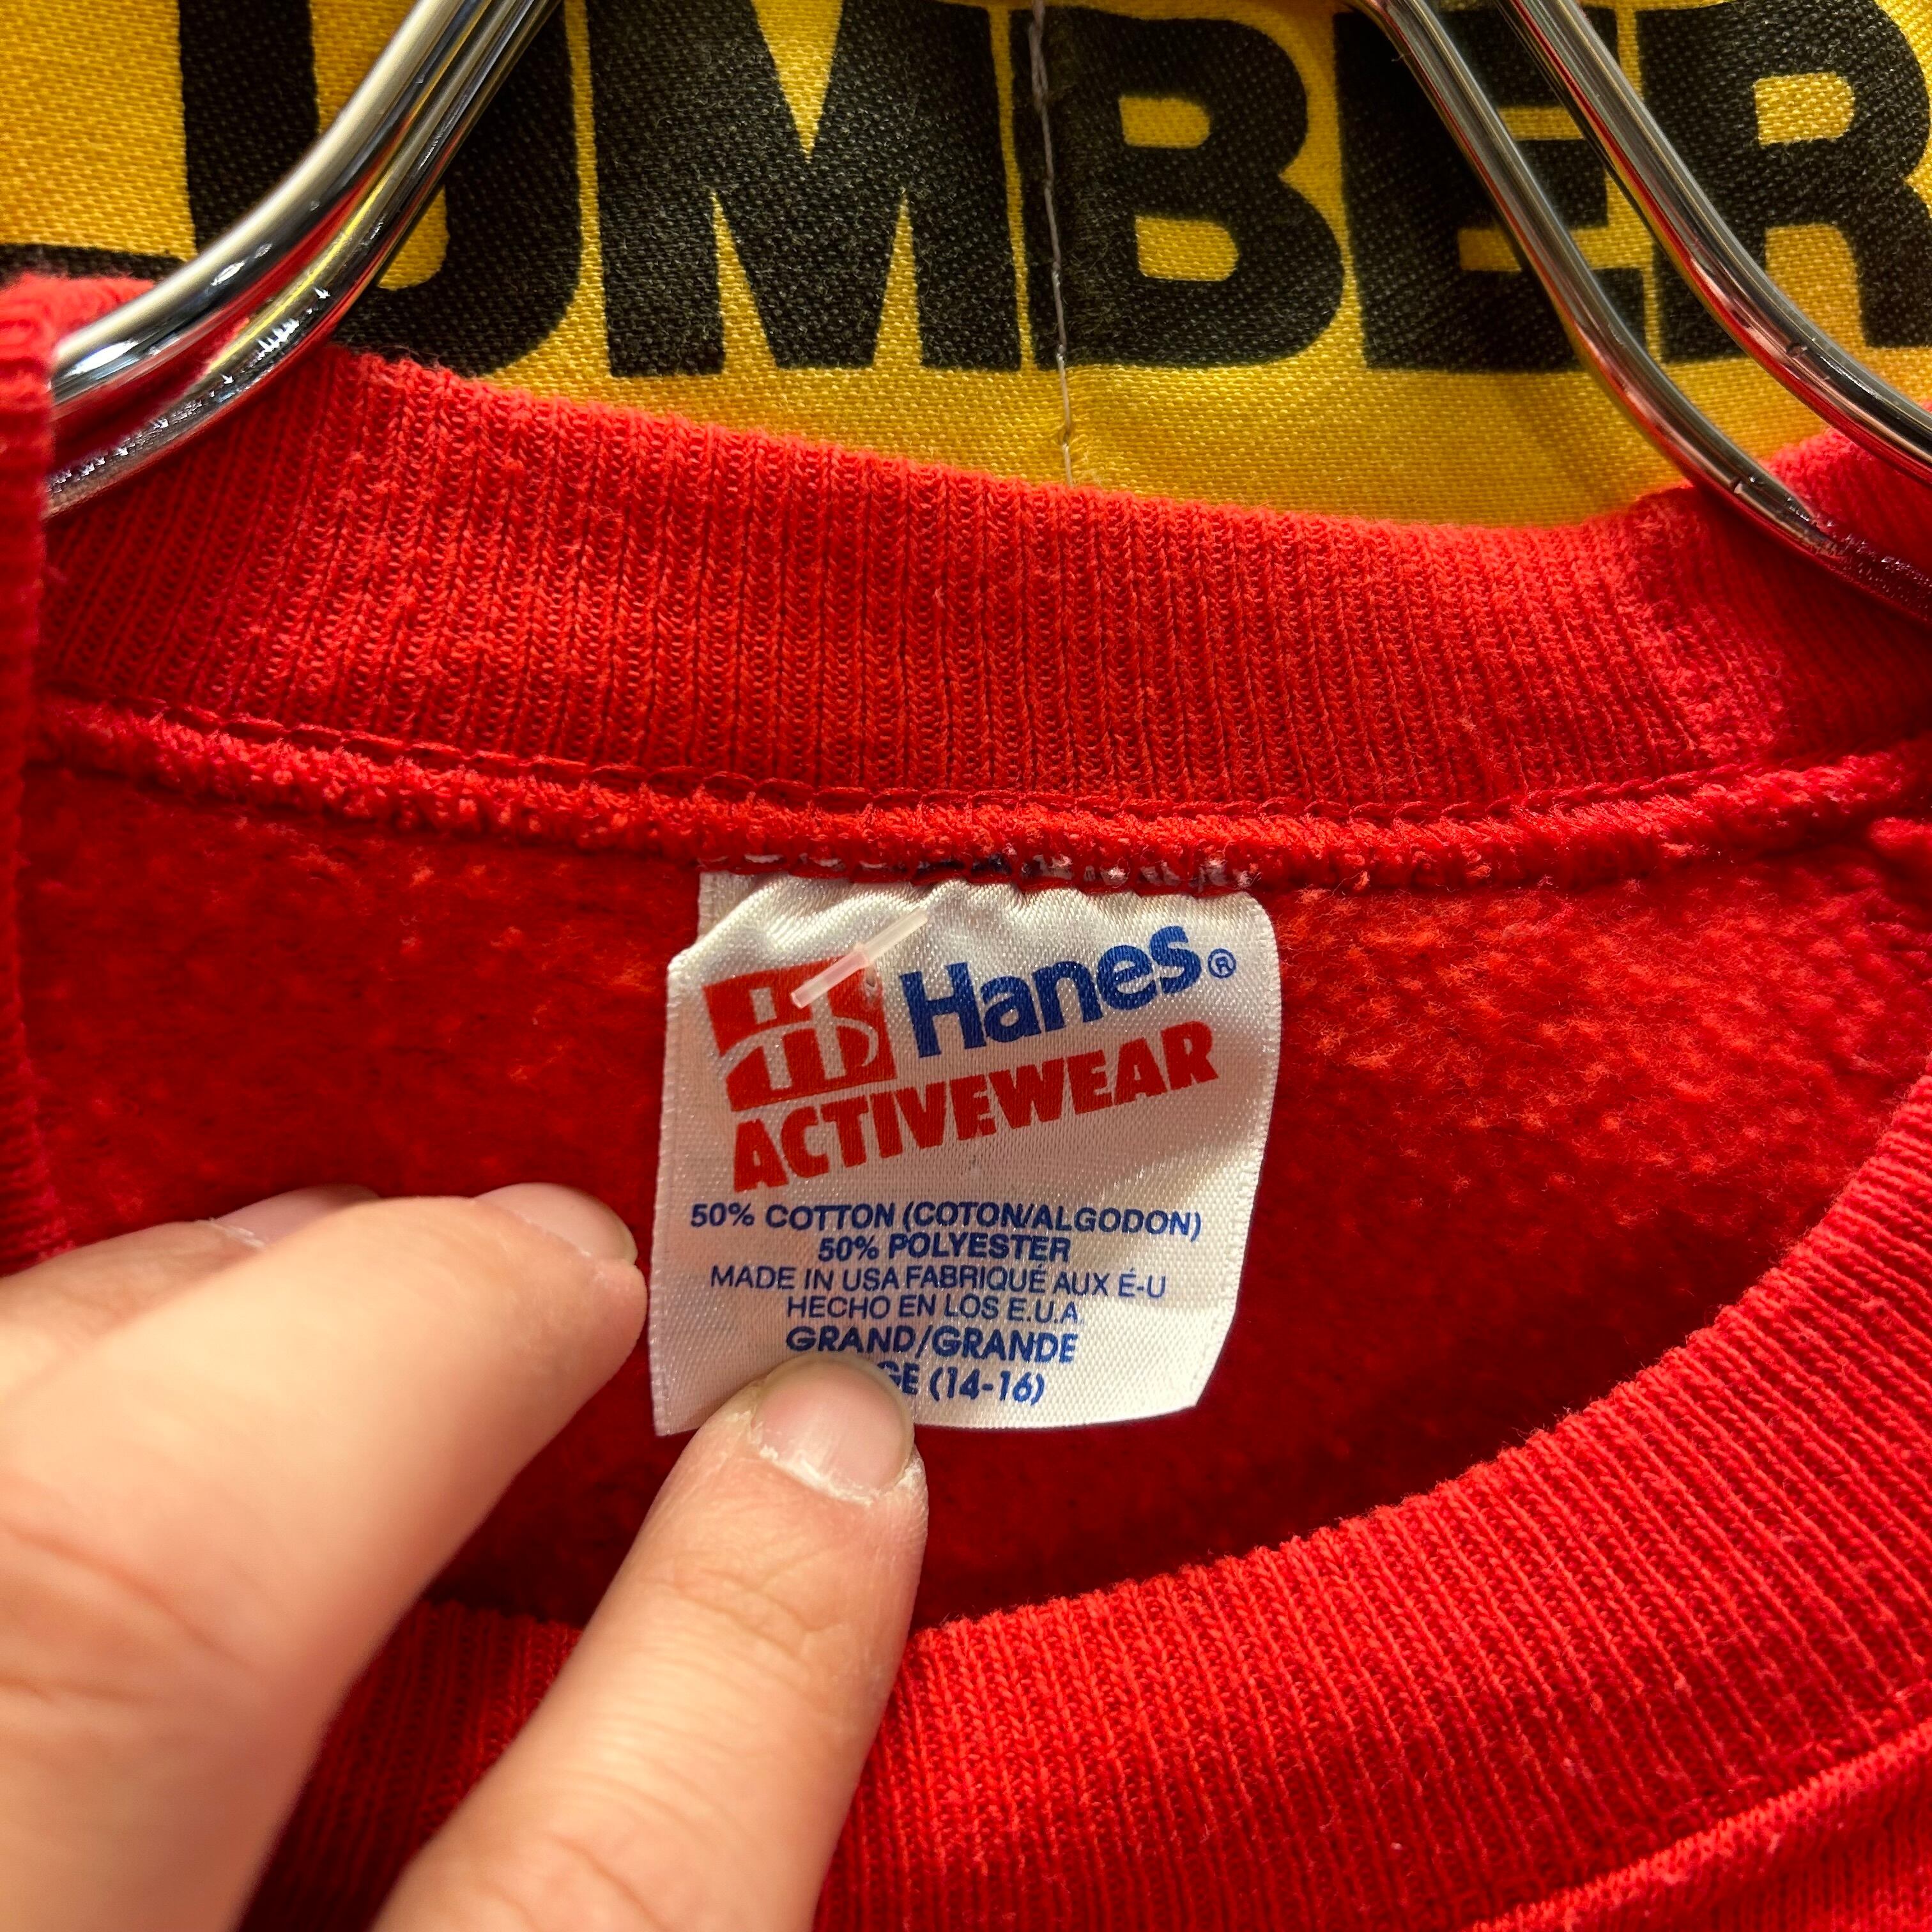 UMBER
Hanes®
ACTIVEWEAR
50% COTTON (COTON/ALGODON)
50% POLYESTER
MADE IN USA FABRIQUÉ AUX É-U
HECHO EN LOS E.U.A.
GRAND/GRANDE
GE (14-16)